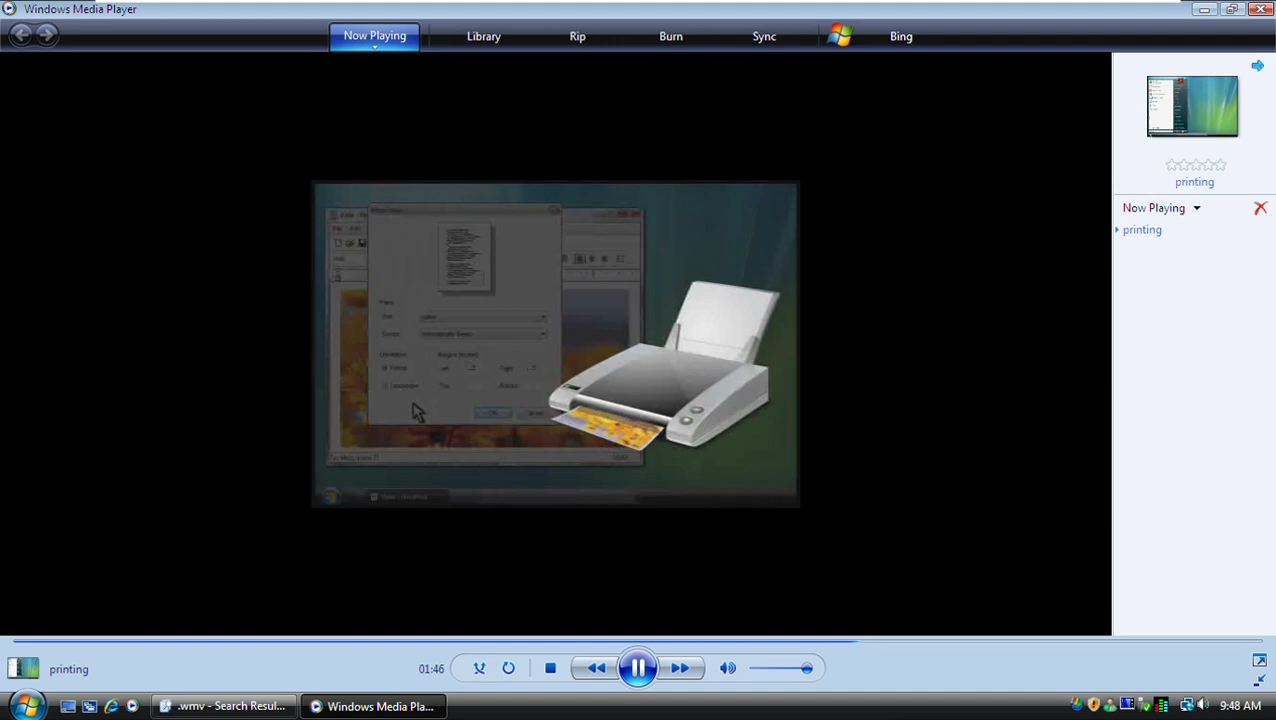 Windows Media Player
Now Playing
Library
Rip
Burn
Sync
Bing
printing
Now Playing
printing
OK
printing
01:46
.wmv - Search Resul...
Windows Media Pla...
9:48 AM